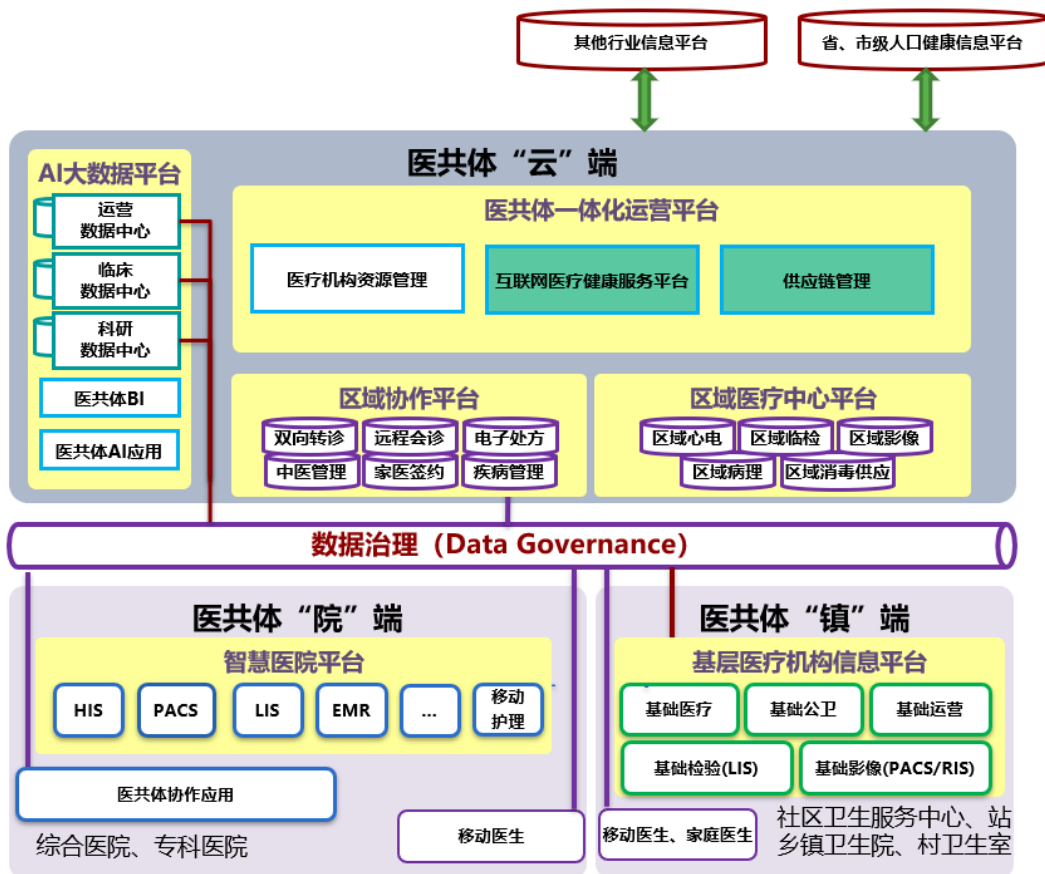 其他行业信息平台
省、市级人口健康信息平台
医共体“云”端
AI大数据平台
运营
数据中心
临床
数据中心
科研
数据中心
医共体BI
医共体AI应用
医共体一体化运营平台
医疗机构资源管理
互联网医疗健康服务平台
供应链管理
区域协作平台
双向转诊
远程会诊
电子处方
中医管理
家医签约
疾病管理
区域医疗中心平台
区域心电
区域临检
区域影像
区域病理
区域消毒供应
数据治理（Data Governance）
医共体“院”端
智慧医院平台
HIS
PACS
LIS
EMR
...
移动
护理
医共体协作应用
综合医院、专科医院
移动医生
医共体“镇”端
基层医疗机构信息平台
基础医疗
基础公卫
基础运营
基础检验(LIS)
基础影像(PACS/RIS)
移动医生、家庭医生
社区卫生服务中心、站
乡镇卫生院、村卫生室